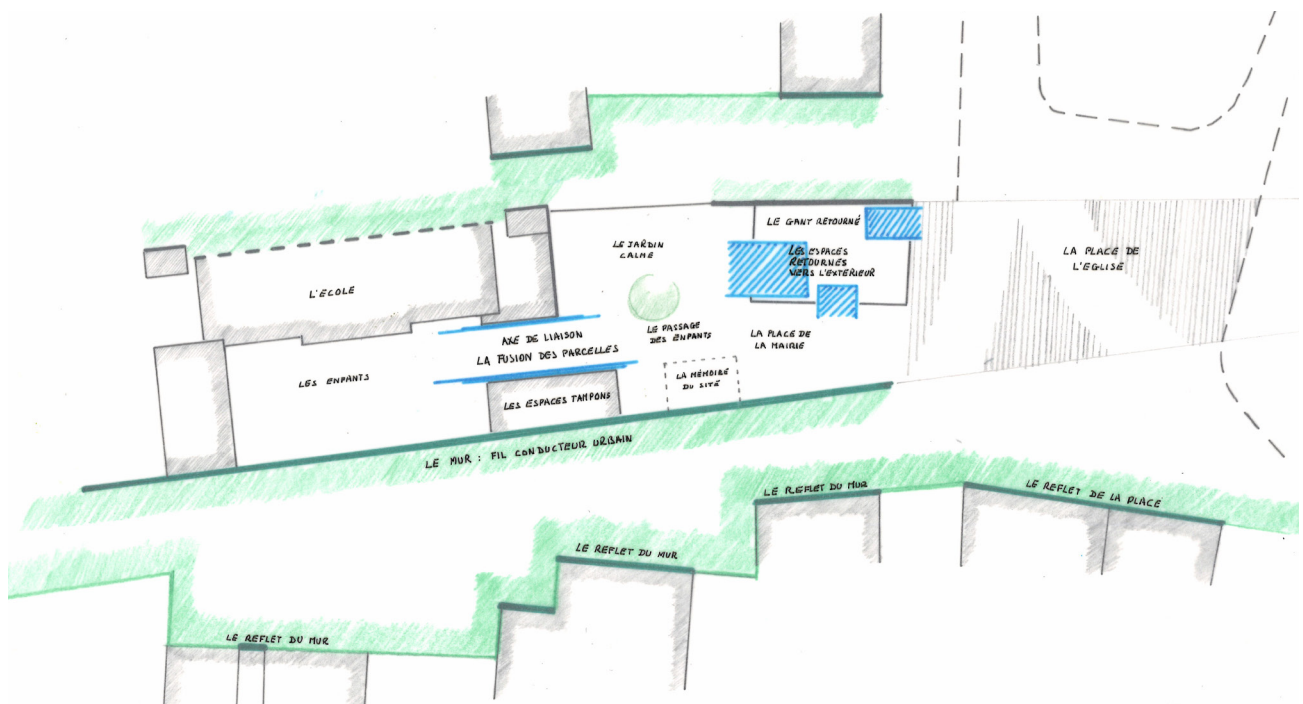 LE GANT RETOURNÉ
LE JARDIN
CALME
LES ESPACES
RETOURNÉS
VERS L'EXTÉRIEUR
LA PLACE DE
L'EGLISE
L'ECOLE
LE PASSAGE
DES ENFANTS
AXE DE LIAISON
LA FUSION DES PARCELLES
LA PLACE DE
LA MAIRIE
LES ENFANTS
LA MÉMOIRE
DU SITÉ
LES ESPACES TAMPONS
LE MUR : FIL CONDUCTEUR URBAIN
LE REFLET DU MUR
LE REFLET DE LA PLACE
LE REFLET DU MUR
LE REFLET DU MUR